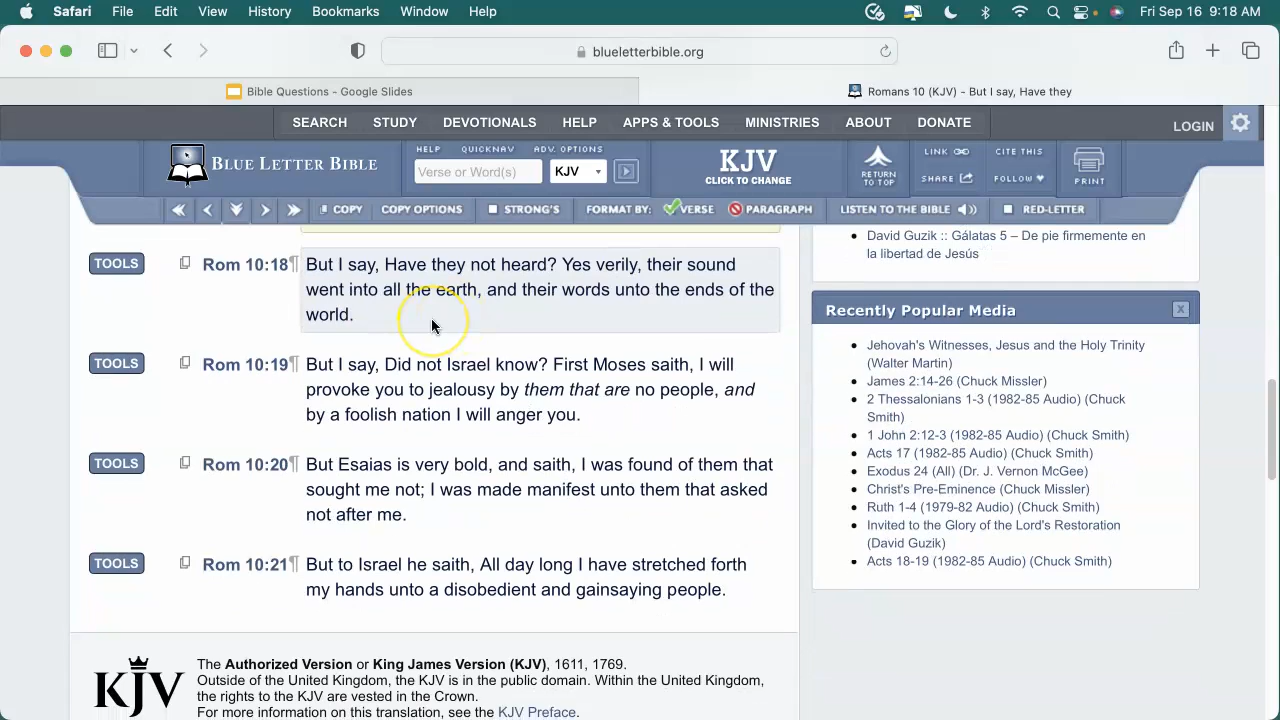 Safari File Edit View History Bookmarks Window Help Fri Sep 16 9:18 AM
blueletterbible.org
Bible Questions - Google Slides Romans 10 (KJV) - But I say, Have they
SEARCH STUDY DEVOTIONALS HELP APPS & TOOLS MINISTRIES ABOUT DONATE LOGIN
BLUE LETTER BIBLE
HELP QUICKNAV ADV. OPTIONS
Verse or Word(s) KJV
KJV
CLICK TO CHANGE
RETURN
TO TOP
LINK CITE THIS
SHARE FOLLOW
PRINT
COPY COPY OPTIONS STRONG'S FORMAT BY: VERSE PARAGRAPH LISTEN TO THE BIBLE RED-LETTER
TOOLS Rom 10:18¶ But I say, Have they not heard? Yes verily, their sound
went into all the earth, and their words unto the ends of the
world.
TOOLS Rom 10:19¶ But I say, Did not Israel know? First Moses saith, I will
provoke you to jealousy by them that are no people, and
by a foolish nation I will anger you.
TOOLS Rom 10:20¶ But Esaias is very bold, and saith, I was found of them that
sought me not; I was made manifest unto them that asked
not after me.
TOOLS Rom 10:21¶ But to Israel he saith, All day long I have stretched forth
my hands unto a disobedient and gainsaying people.
KJV
The Authorized Version or King James Version (KJV), 1611, 1769.
Outside of the United Kingdom, the KJV is in the public domain. Within the United Kingdom,
the rights to the KJV are vested in the Crown.
For more information on this translation, see the KJV Preface.
David Guzik :: Gálatas 5 – De pie firmemente en
la libertad de Jesús
Recently Popular Media X
Jehovah's Witnesses, Jesus and the Holy Trinity
(Walter Martin)
James 2:14-26 (Chuck Missler)
2 Thessalonians 1-3 (1982-85 Audio) (Chuck
Smith)
1 John 2:12-3 (1982-85 Audio) (Chuck Smith)
Acts 17 (1982-85 Audio) (Chuck Smith)
Exodus 24 (All) (Dr. J. Vernon McGee)
Christ's Pre-Eminence (Chuck Missler)
Ruth 1-4 (1979-82 Audio) (Chuck Smith)
Invited to the Glory of the Lord's Restoration
(David Guzik)
Acts 18-19 (1982-85 Audio) (Chuck Smith)